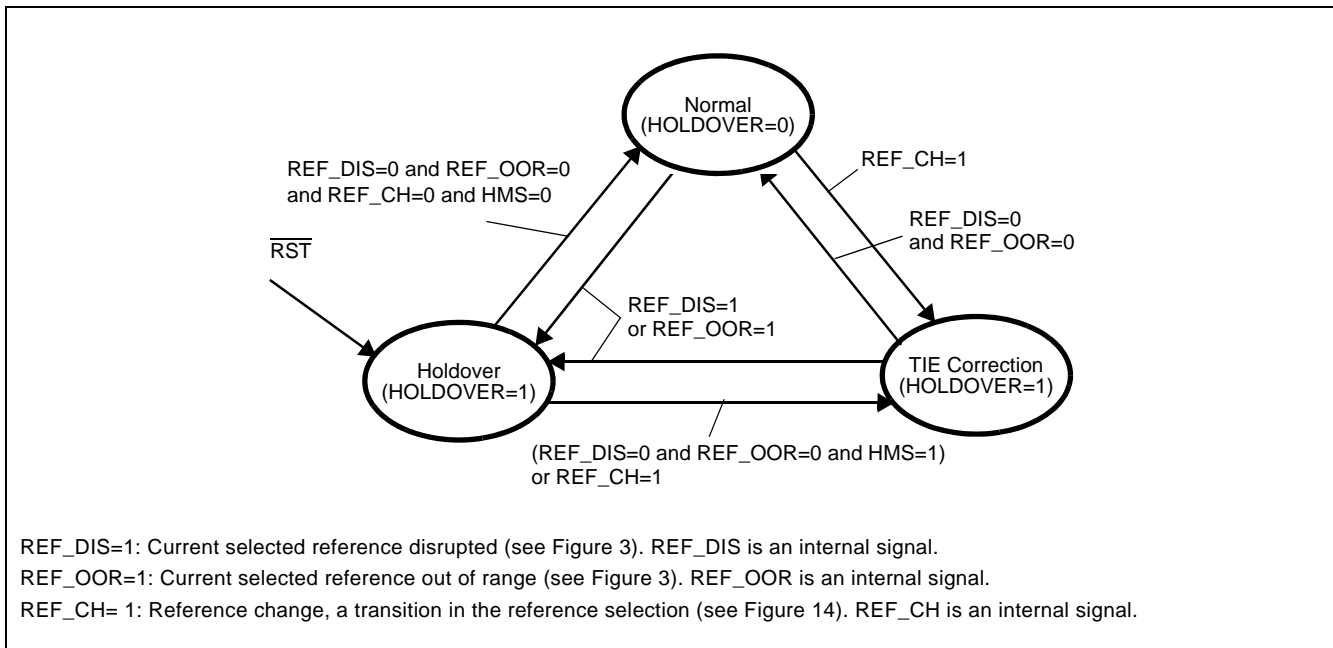 Normal
(HOLDOVER=0)
REF_CH=1
REF_DIS=0 and REF_OOR=0
and REF_CH=0 and HMS=0
REF_DIS=0
and REF_OOR=0
RST
REF_DIS=1
or REF_OOR=1
Holdover
(HOLDOVER=1)
TIE Correction
(HOLDOVER=1)
(REF_DIS=0 and REF_OOR=0 and HMS=1)
or REF_CH=1
REF_DIS=1: Current selected reference disrupted (see Figure 3). REF_DIS is an internal signal.
REF_OOR=1: Current selected reference out of range (see Figure 3). REF_OOR is an internal signal.
REF_CH= 1: Reference change, a transition in the reference selection (see Figure 14). REF_CH is an internal signal.